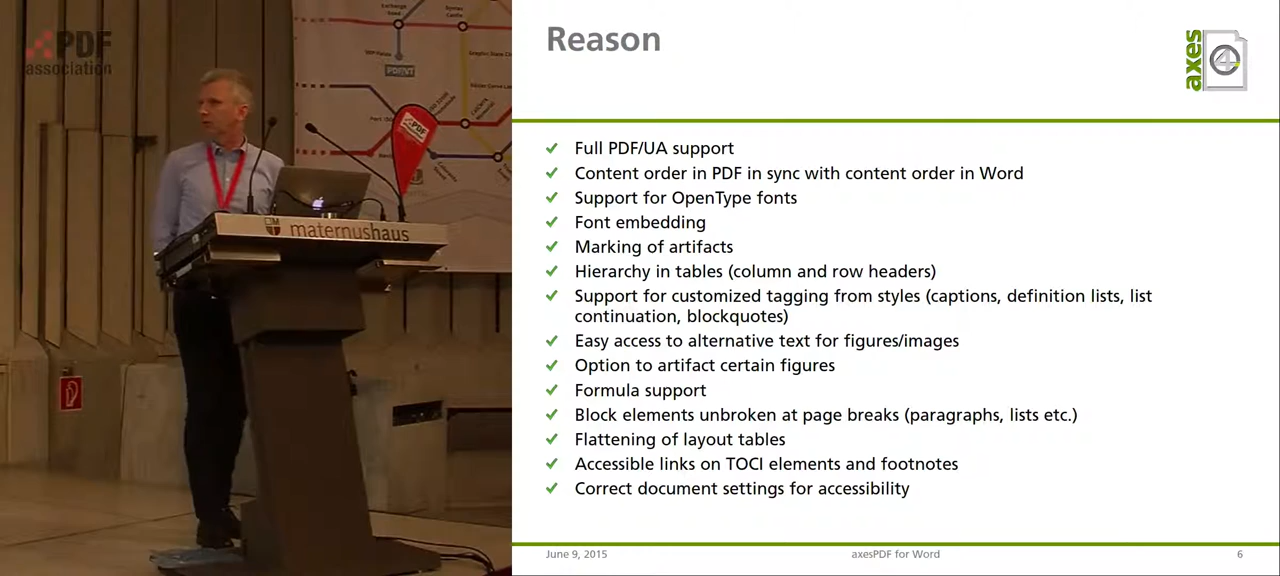 PDF
association
PDF/VT
PDF
maternushaus
Reason
axes
4
Full PDF/UA support
Content order in PDF in sync with content order in Word
Support for OpenType fonts
Font embedding
Marking of artifacts
Hierarchy in tables (column and row headers)
Support for customized tagging from styles (captions, definition lists, list
continuation, blockquotes)
Easy access to alternative text for figures/images
Option to artifact certain figures
Formula support
Block elements unbroken at page breaks (paragraphs, lists etc.)
Flattening of layout tables
Accessible links on TOCI elements and footnotes
Correct document settings for accessibility
June 9, 2015
axesPDF for Word
6